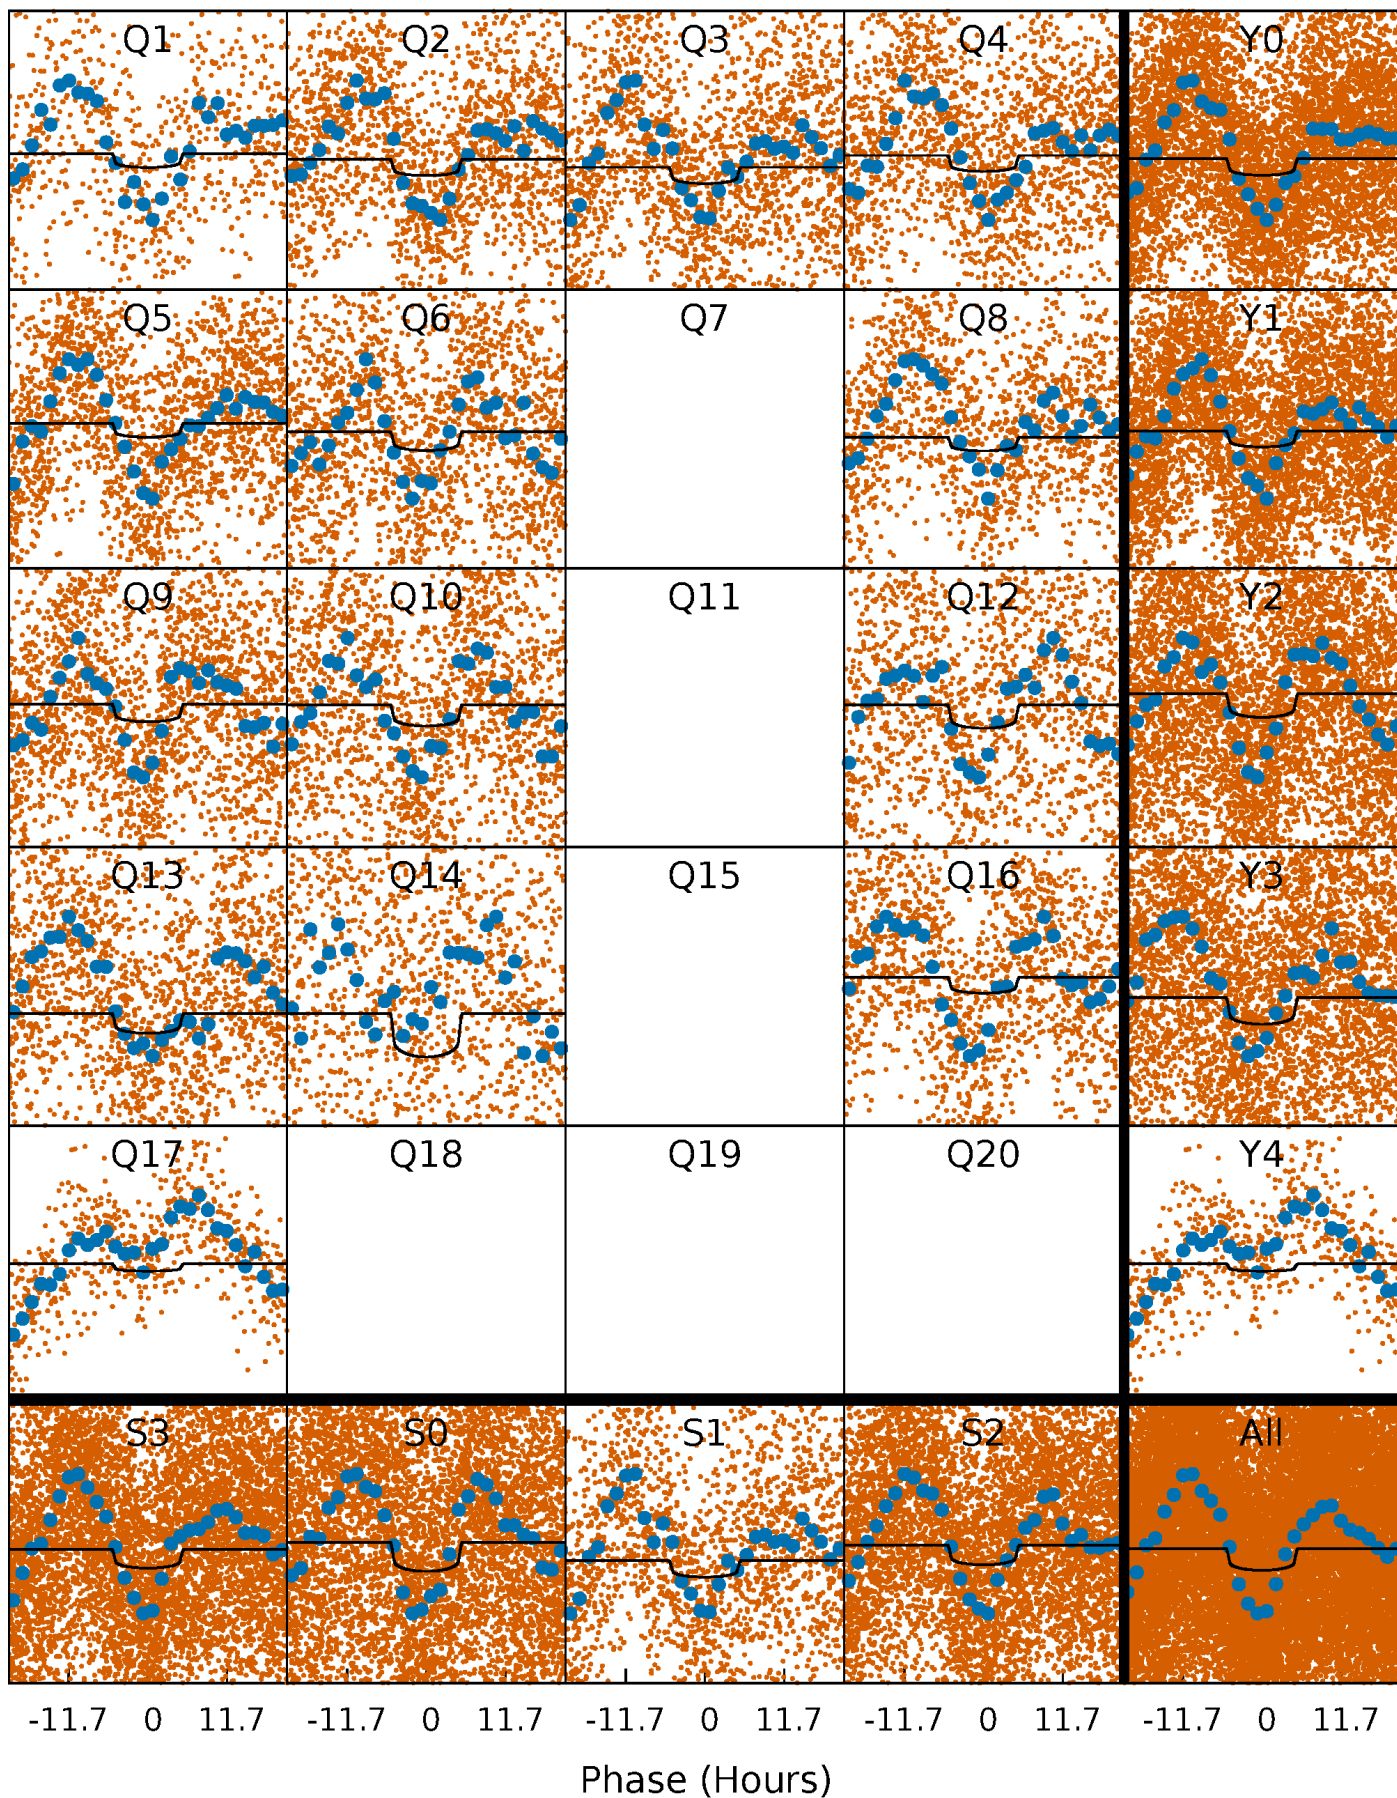 Q1 Q2 Q3 Q4 Y0
Q5 Q6 Q7 Q8 Y1
Q9 Q10 Q11 Q12 Y2
Q13 Q14 Q15 Q16 Y3
Q17 Q18 Q19 Q20 Y4
S3 S0 S1 S2 All
-11.7 0 11.7 -11.7 0 11.7 -11.7 0 11.7 -11.7 0 11.7 -11.7 0 11.7
Phase (Hours)